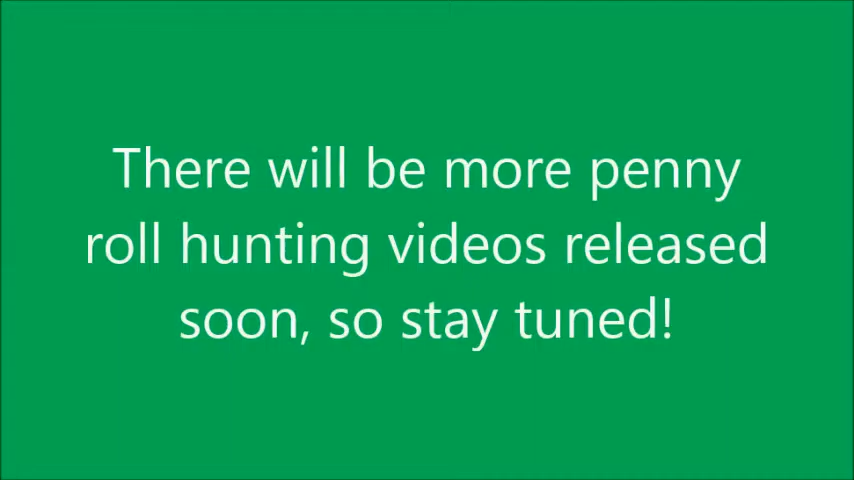 There will be more penny
roll hunting videos released
soon, so stay tuned!